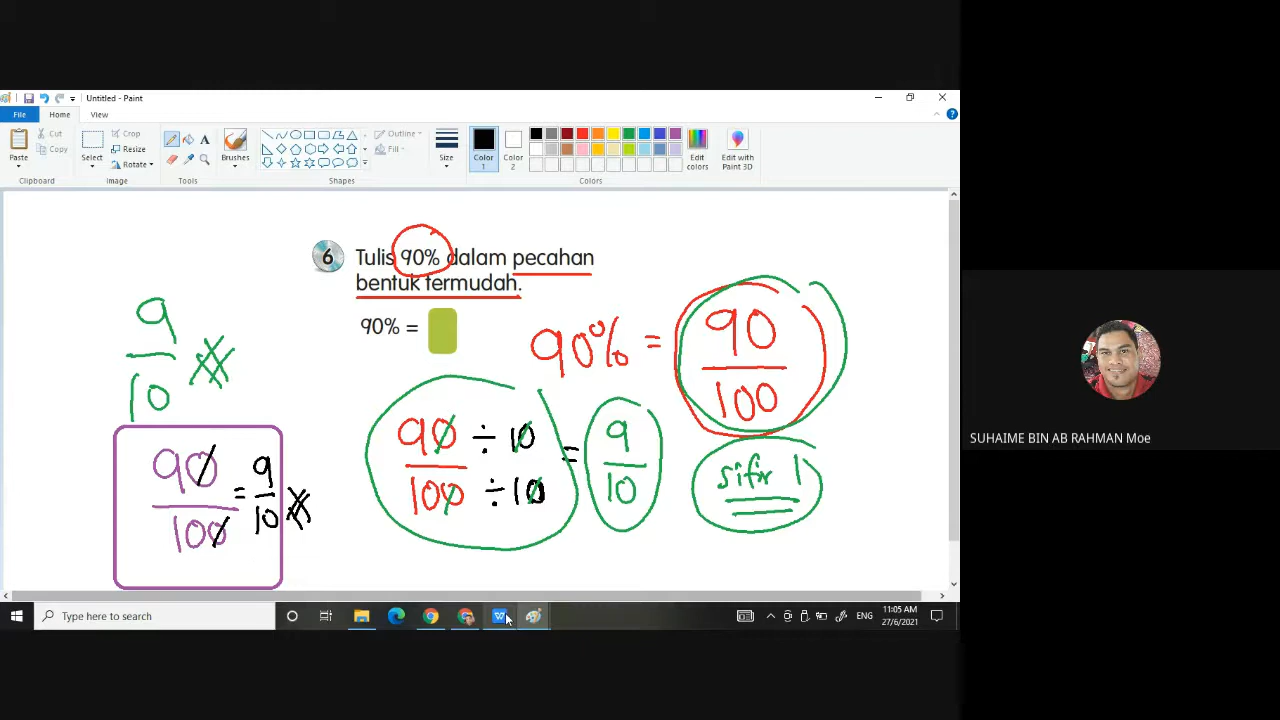 Untitled - Paint
File
Home
View
Paste
Cut
Copy
Clipboard
Select
Crop
Resize
Rotate
Image
Tools
Brushes
Shapes
Outline
Fill
Size
Color 1
Color 2
Colors
Edit colors
Edit with Paint 3D
6 Tulis 90% dalam pecahan
bentuk termudah.
90% =
90% = 90/100
9/10
90 ÷ 10
100 ÷ 10
= 9/10
sifir 1
90/100 = 9/10
SUHAIME BIN AB RAHMAN Moe
Type here to search
ENG
11:05 AM
27/6/2021